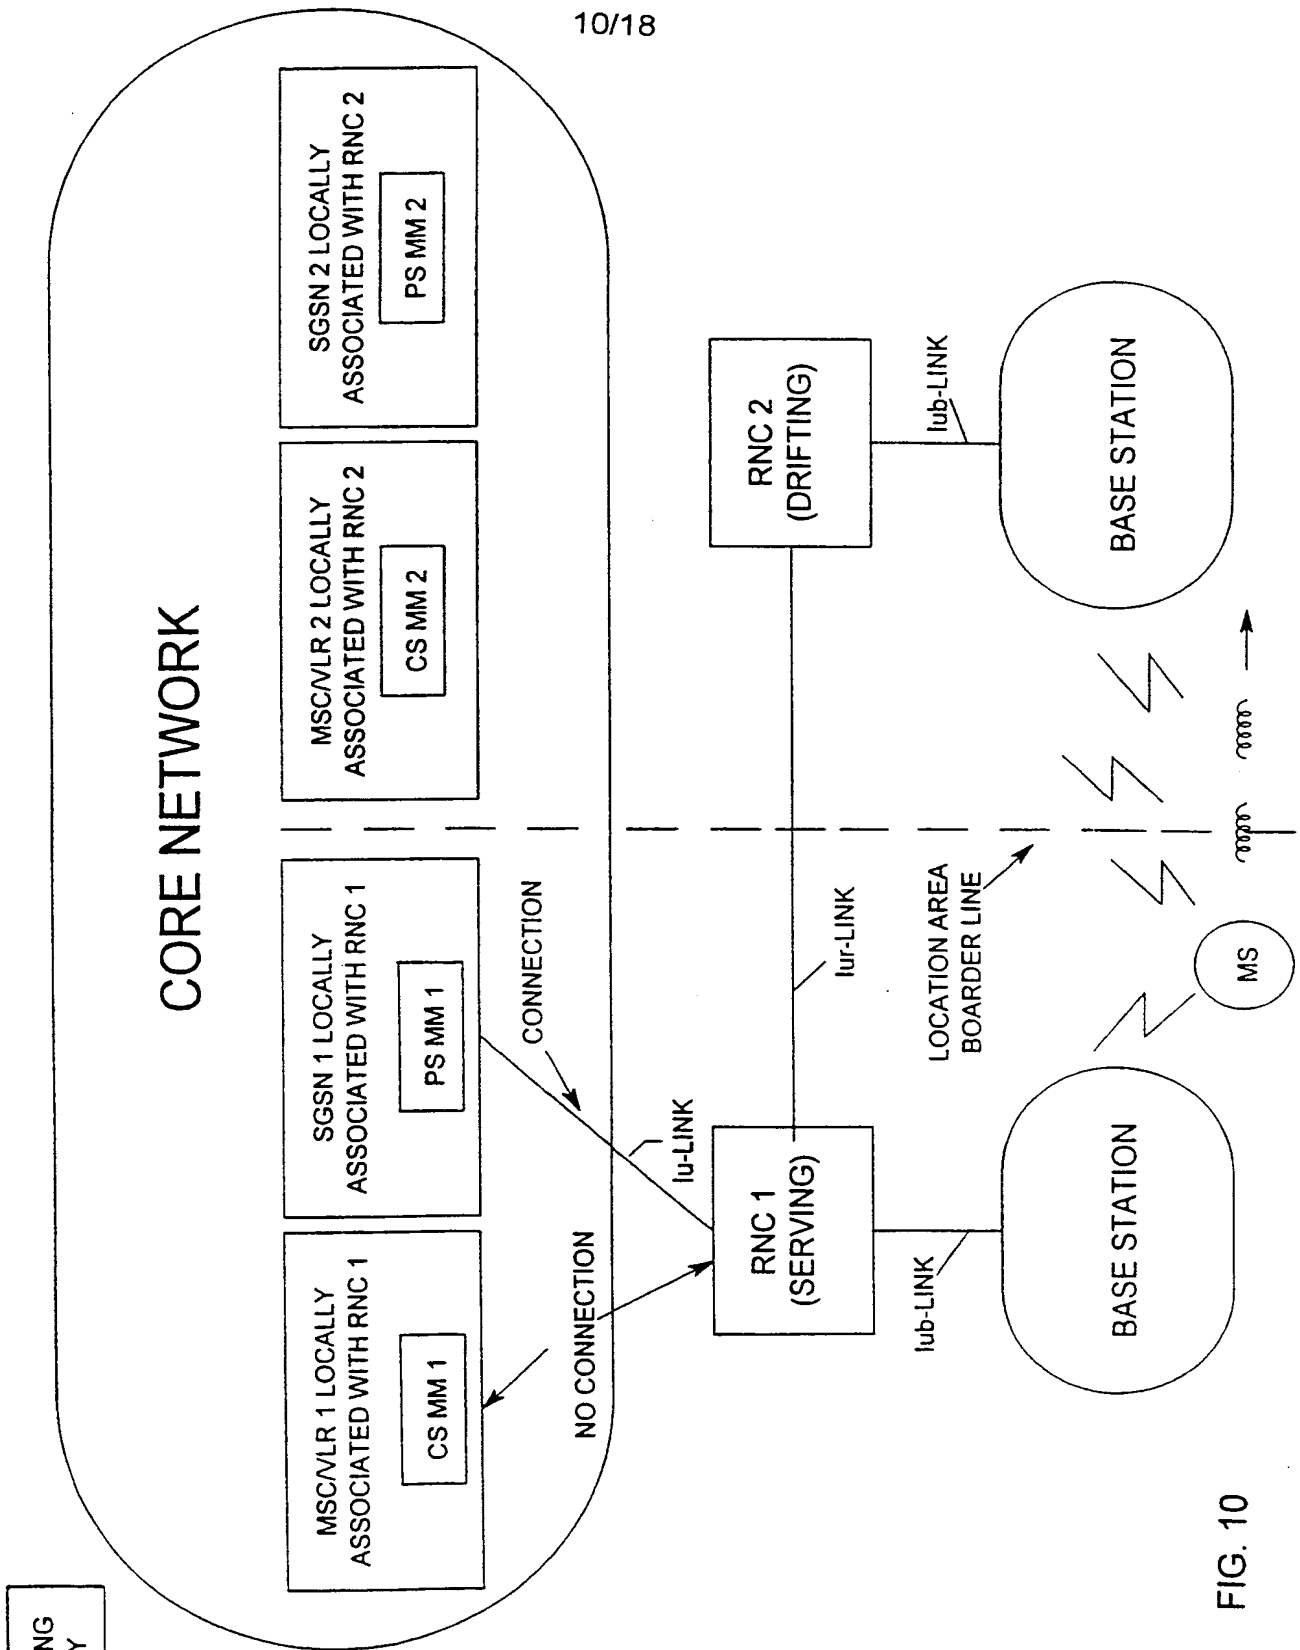 10/18
CORE NETWORK
MSC/VLR 1 LOCALLY
ASSOCIATED WITH RNC 1
CS MM 1
SGSN 1 LOCALLY
ASSOCIATED WITH RNC 1
PS MM 1
MSC/VLR 2 LOCALLY
ASSOCIATED WITH RNC 2
CS MM 2
SGSN 2 LOCALLY
ASSOCIATED WITH RNC 2
PS MM 2
NO CONNECTION
CONNECTION
Iu-LINK
RNC 1
(SERVING)
Iur-LINK
RNC 2
(DRIFTING)
Iub-LINK
LOCATION AREA
BOARDER LINE
Iub-LINK
BASE STATION
MS
BASE STATION
FIG. 10
NG
Y